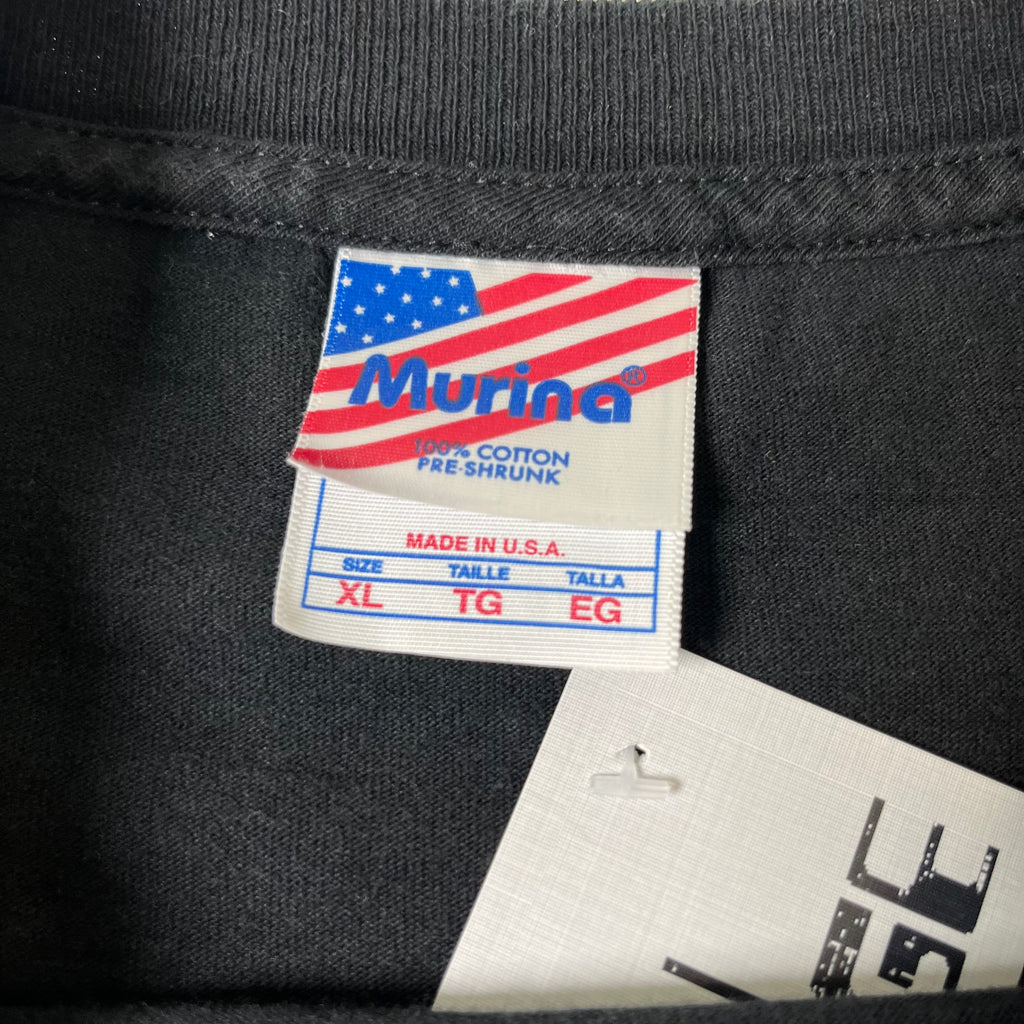 Murina®
100% COTTON
PRE-SHRUNK
MADE IN U.S.A.
SIZE TAILLE TALLA
XL TG EG